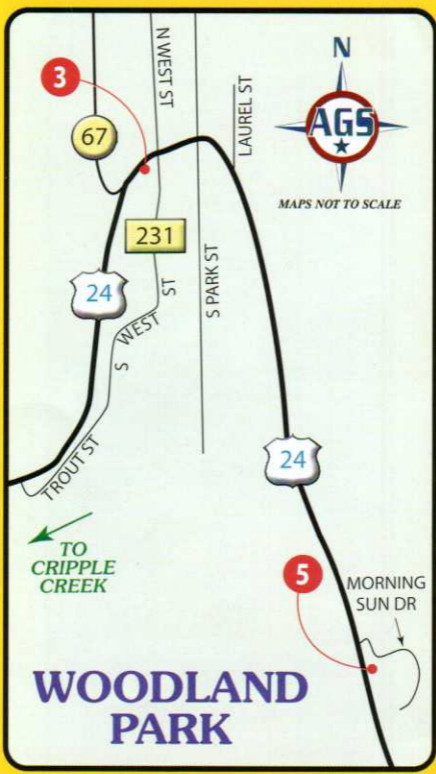 N WEST ST
3
N
LAUREL ST
67
AGS
MAPS NOT TO SCALE
231
24
S PARK ST
S WEST ST
24
TROUT ST
TO
CRIPPLE
CREEK
5
MORNING
SUN DR
WOODLAND
PARK